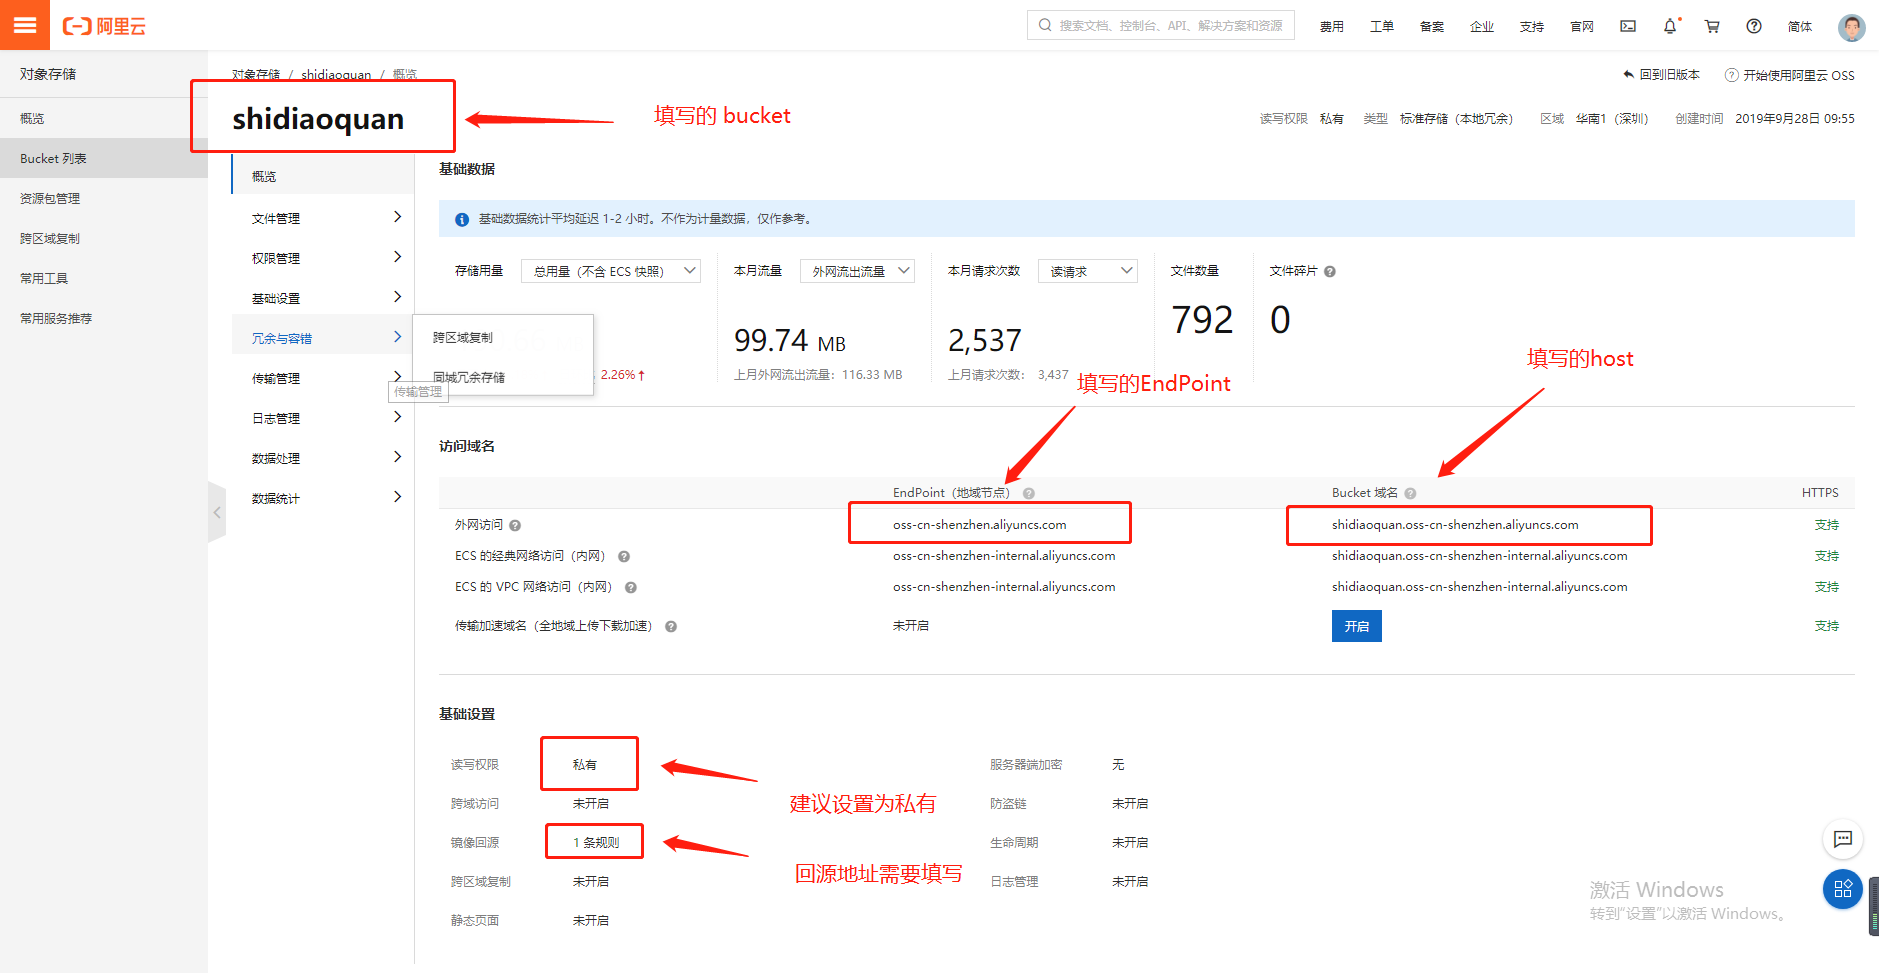 阿里云
搜索文档、控制台、API、解决方案和资源
费用 工单 备案 企业 支持 官网 简体
对象存储
概览
Bucket 列表
资源包管理
跨区域复制
常用工具
常用服务推荐
对象存储 / shidiaoquan / 概览
回到旧版本 开始使用阿里云 OSS
shidiaoquan
填写的 bucket
读写权限 私有 类型 标准存储（本地冗余） 区域 华南1（深圳） 创建时间 2019年9月28日 09:55
概览
文件管理
权限管理
基础设置
冗余与容错
传输管理
日志管理
数据处理
数据统计
跨区域复制
同城冗余存储
传输管理
基础数据
基础数据统计平均延迟 1-2 小时。不作为计量数据，仅作参考。
存储用量 总用量（不含 ECS 快照）
2.26%
本月流量 外网流出流量
99.74 MB
上月外网流出流量：116.33 MB
本月请求次数 读请求
2,537
上月请求次数： 3,437
文件数量
792
文件碎片
0
填写的EndPoint
填写的host
访问域名
EndPoint（地域节点） Bucket 域名 HTTPS
外网访问 oss-cn-shenzhen.aliyuncs.com shidiaoquan.oss-cn-shenzhen.aliyuncs.com 支持
ECS 的经典网络访问（内网） oss-cn-shenzhen-internal.aliyuncs.com shidiaoquan.oss-cn-shenzhen-internal.aliyuncs.com 支持
ECS 的 VPC 网络访问（内网） oss-cn-shenzhen-internal.aliyuncs.com shidiaoquan.oss-cn-shenzhen-internal.aliyuncs.com 支持
传输加速域名（全地域上传下载加速） 未开启 开启 支持
基础设置
读写权限 私有 服务器端加密 无
建议设置为私有
跨域访问 未开启 防盗链 未开启
镜像回源 1 条规则 生命周期 未开启
回源地址需要填写
跨区域复制 未开启 日志管理 未开启
静态页面 未开启
激活 Windows
转到“设置”以激活 Windows。